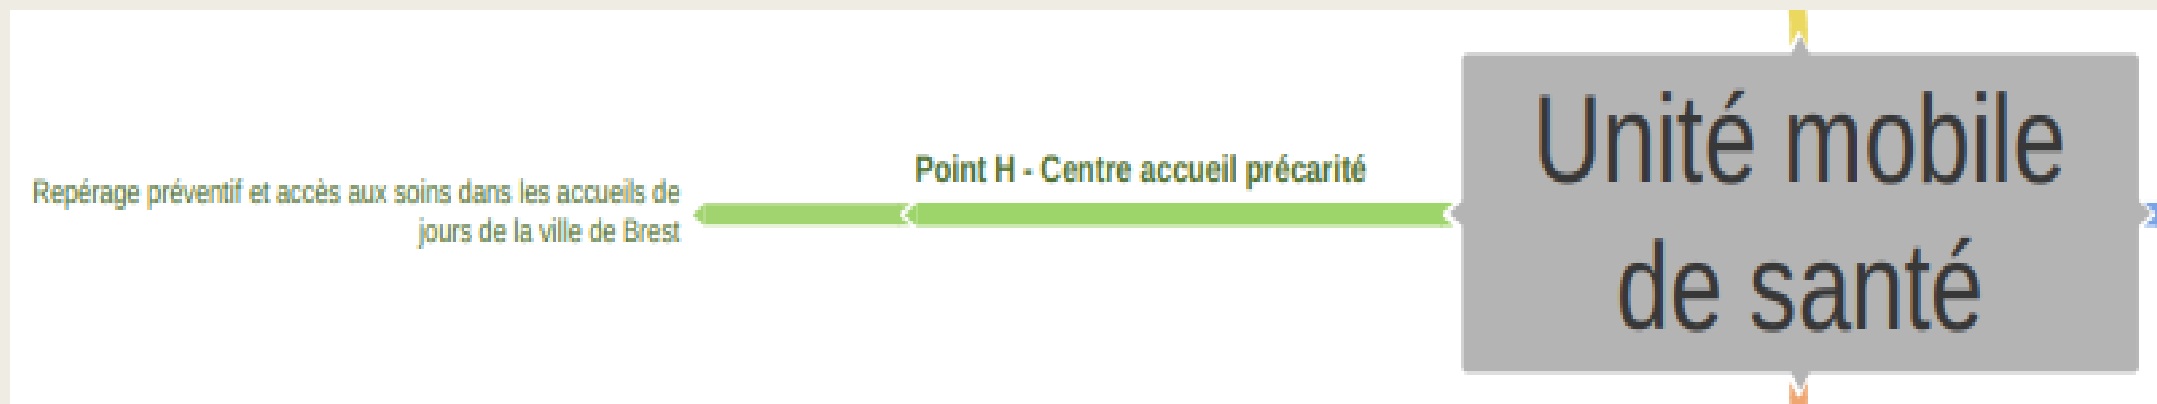 Repérage préventif et accès aux soins dans les accueils de
jours de la ville de Brest
Point H - Centre accueil précarité
Unité mobile
de santé